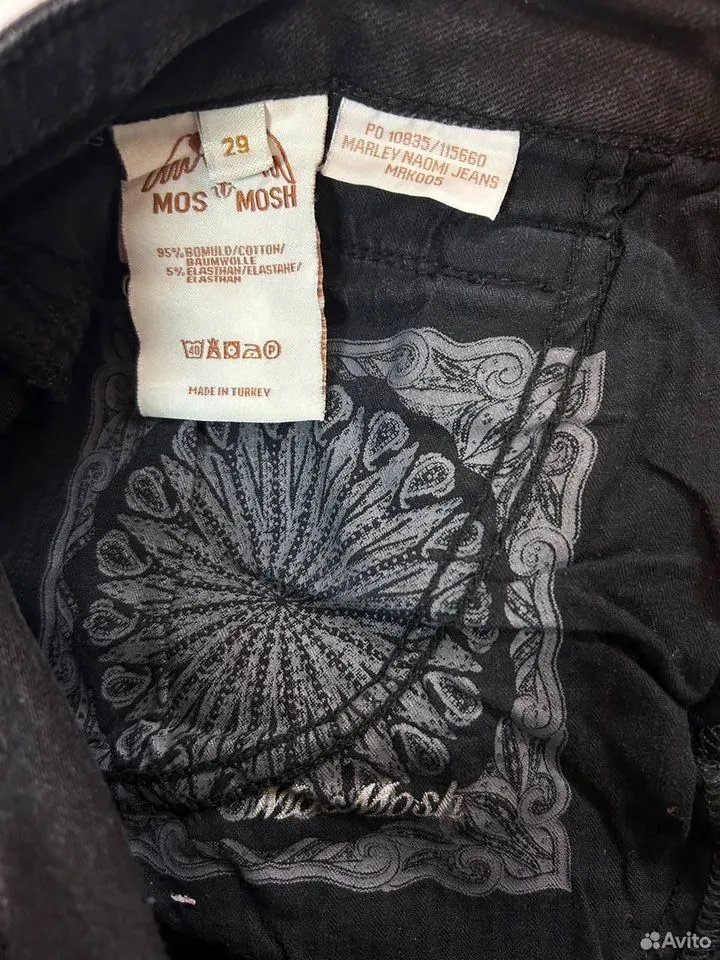 29
MOS MOSH
95% BOMULD/COTTON/
BAUMWOLLE
5% ELASTHAN/ELASTANE/
ELASTHAN
40 P
MADE IN TURKEY
PO 10835/115660
MARLEY NAOMI JEANS
MRK005
Mos Mosh
Avito